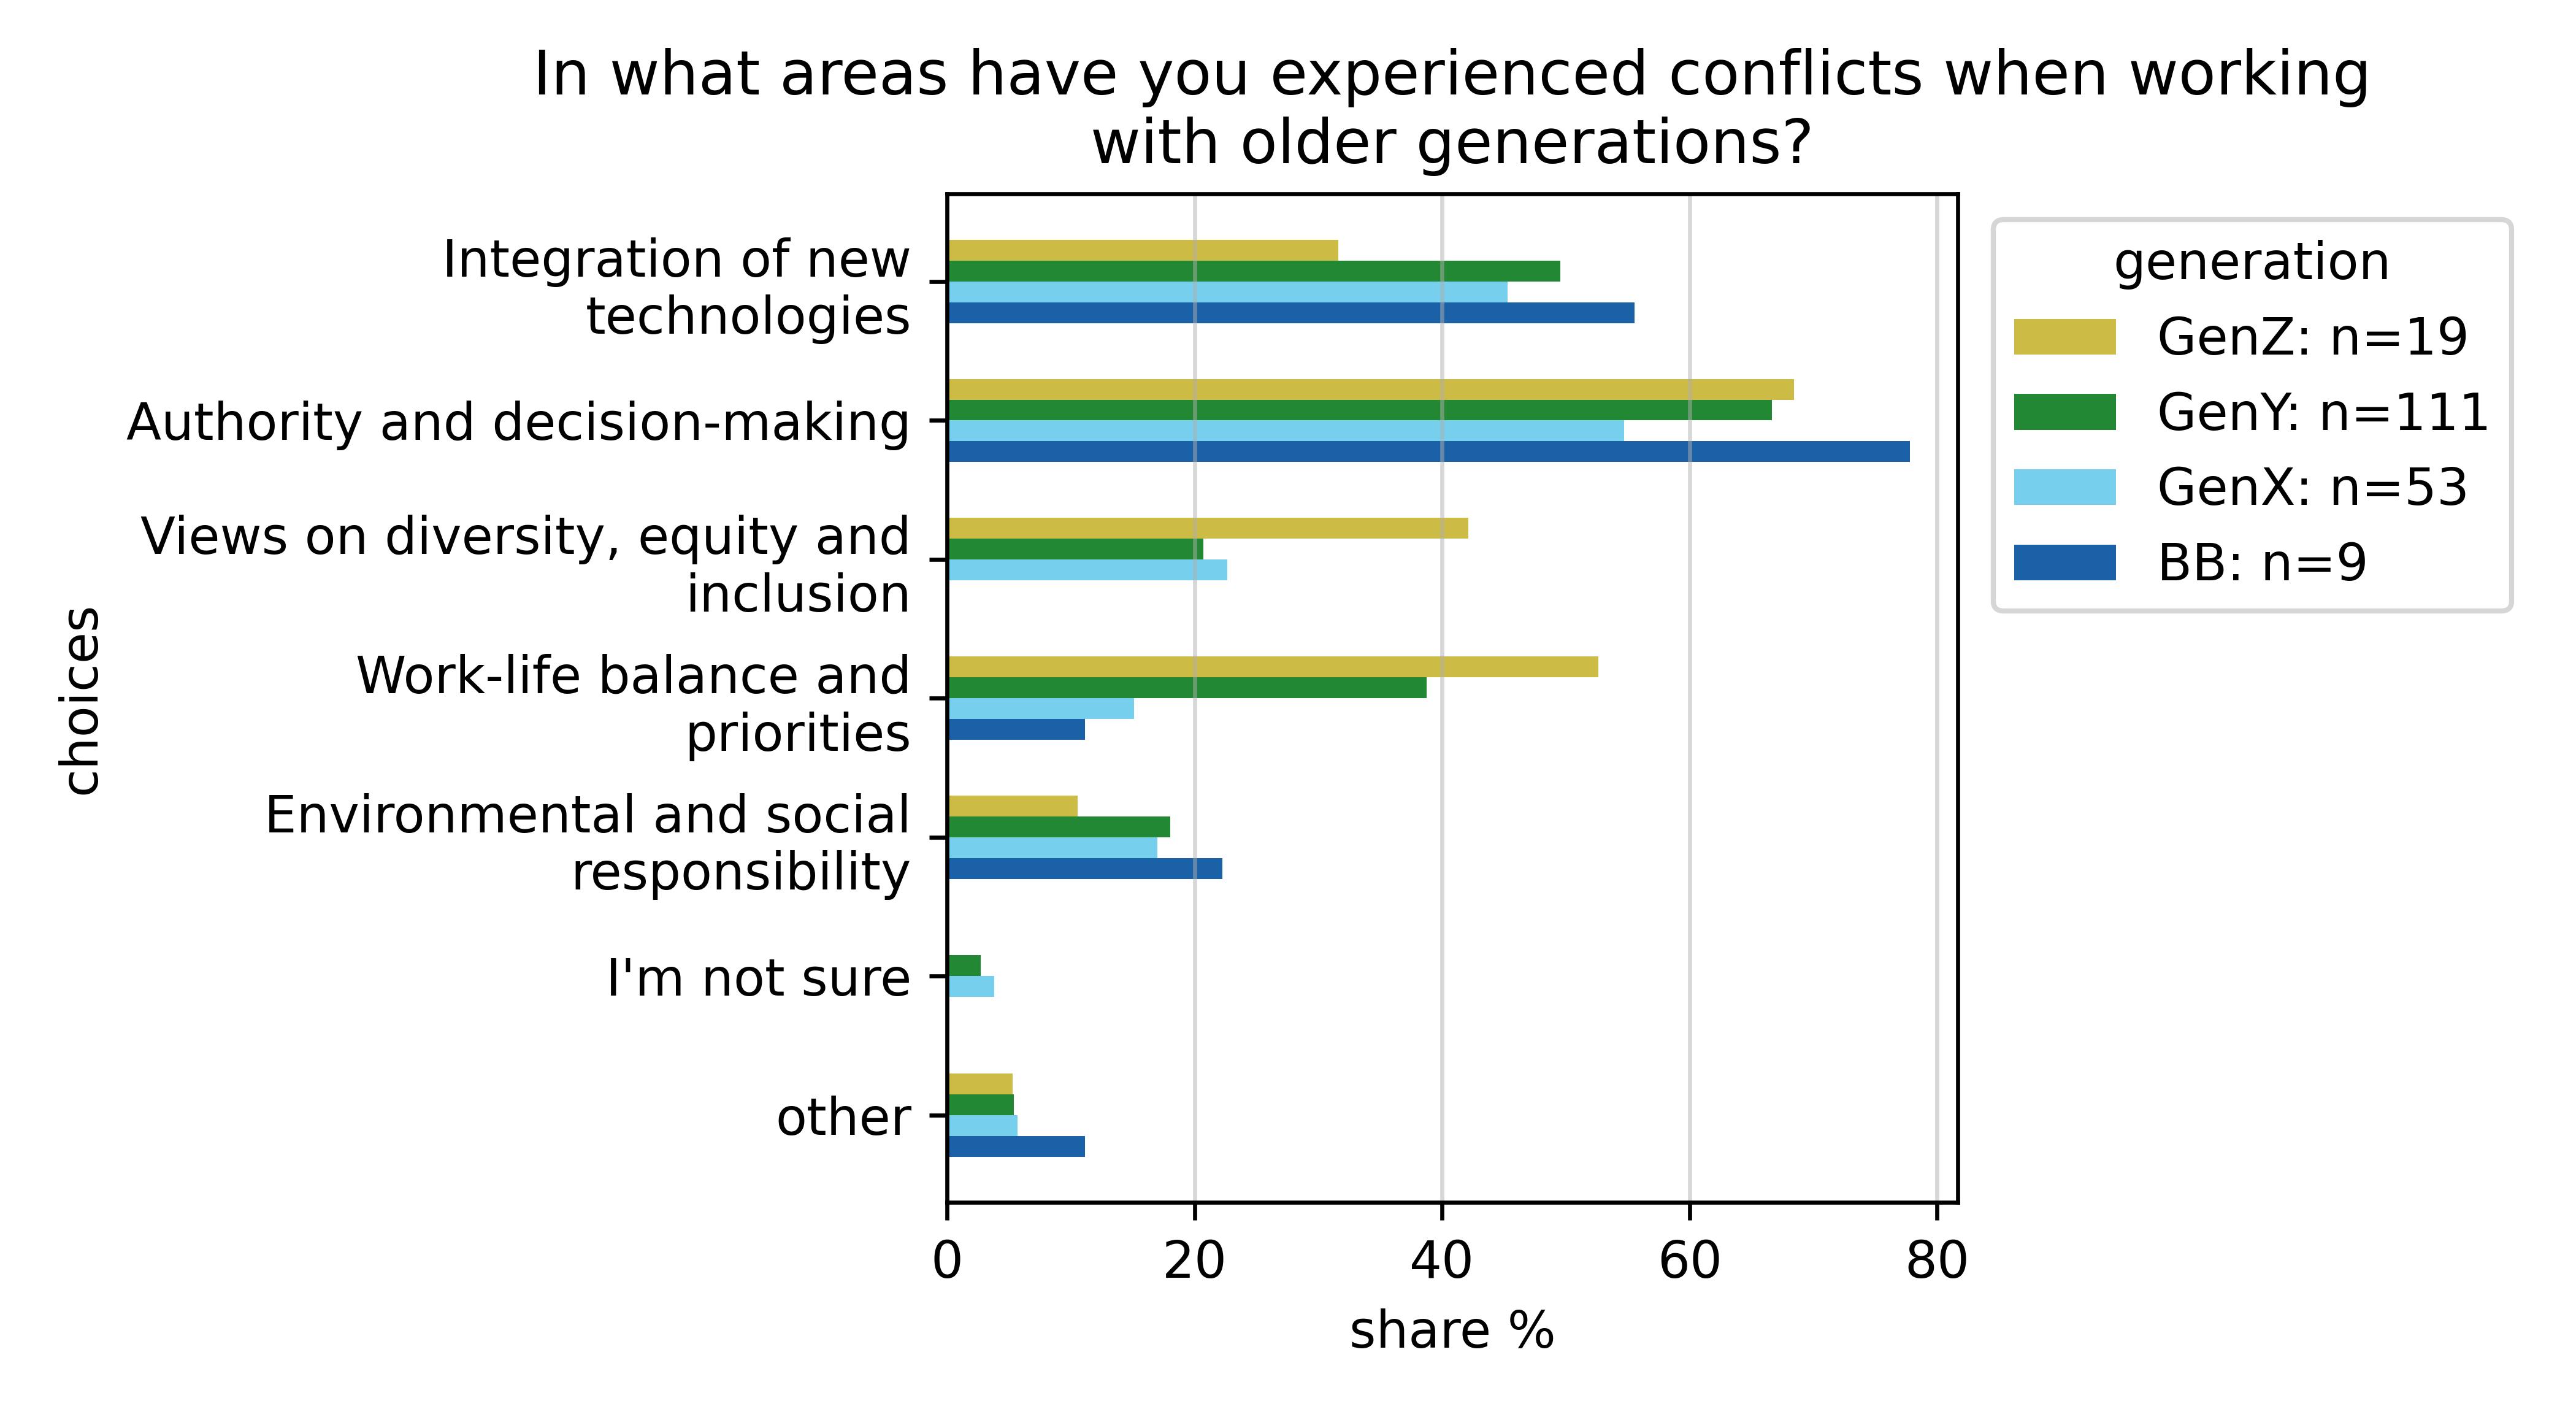 In what areas have you experienced conflicts when working
with older generations?
choices
Integration of new
technologies
Authority and decision-making
Views on diversity, equity and
inclusion
Work-life balance and
priorities
Environmental and social
responsibility
I'm not sure
other
0 20 40 60 80
share %
generation
GenZ: n=19
GenY: n=111
GenX: n=53
BB: n=9